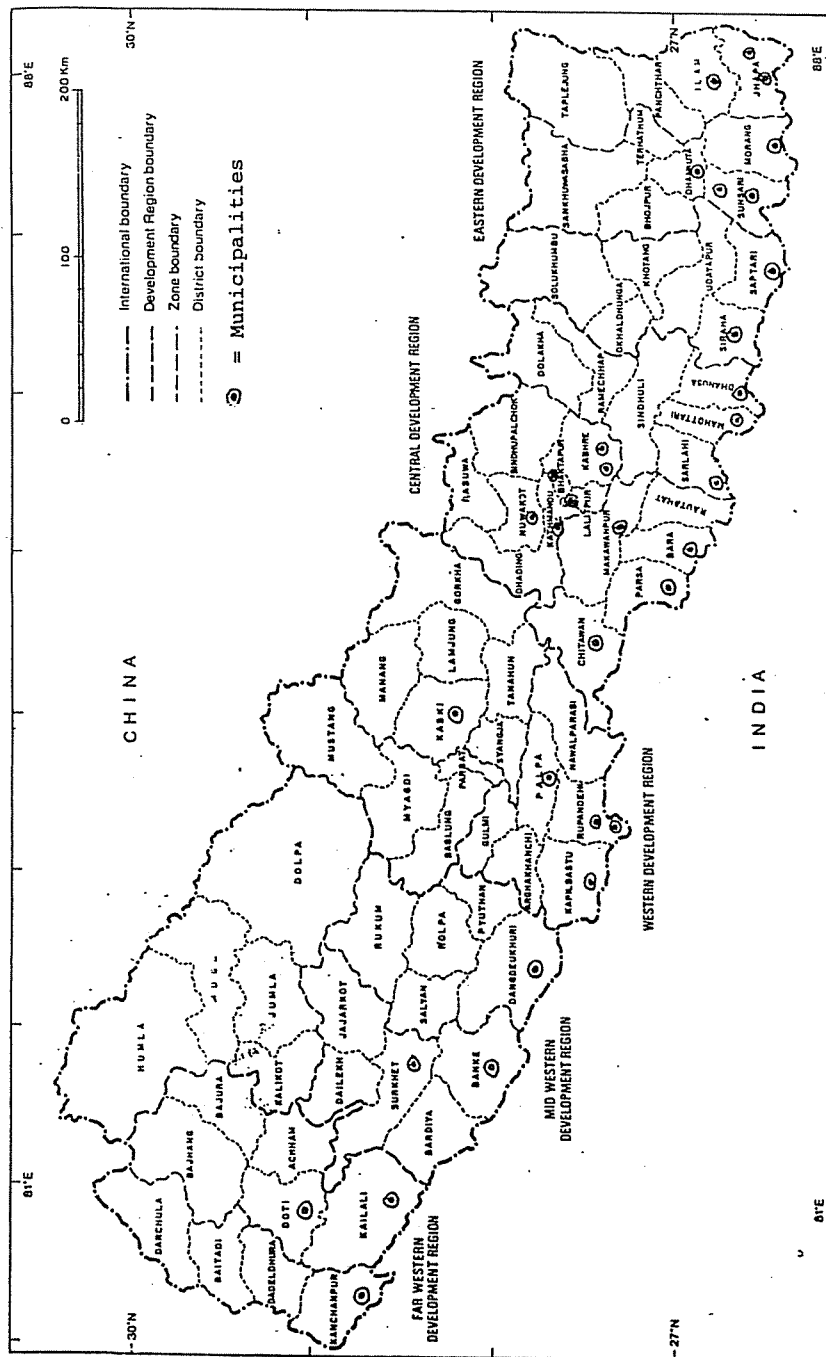 88°E
30°N
27°N
88°E
0
100
200 Km
International boundary
Development Region boundary
Zone boundary
District boundary
= Municipalities
CHINA
INDIA
FAR WESTERN
DEVELOPMENT REGION
MID WESTERN
DEVELOPMENT REGION
WESTERN DEVELOPMENT REGION
CENTRAL DEVELOPMENT REGION
EASTERN DEVELOPMENT REGION
DARCHULA
BAITADI
DADELDHURA
KANCHANPUR
BAJHANG
BAJURA
DOTI
ACHHAM
KAILALI
HUMLA
JUMLA
KALIKOT
DAILEKH
JAJARKOT
SURKHET
BARDIYA
BANKE
DOLPA
RUKUM
ROLPA
SALYAN
PYUTHAN
DANGDEUKHURI
MUSTANG
MYAGDI
BAGLUNG
PARBAT
GULMI
ARGHAKHANCHI
KAPILBASTU
MANANG
KASKI
LAMJUNG
GORKHA
SYANGJA
TANAHUN
PALPA
RUPANDEHI
NAWALPARASI
RASUWA
NUWAKOT
DHADING
SINDHUPALCHOK
KATHMANDU
BHAKTAPUR
LALITPUR
KABHRE
MAKAWANPUR
CHITAWAN
PARSA
BARA
RAUTAHAT
SARLAHI
MAHOTTARI
DHANUSA
SINDHULI
RAMECHHAP
DOLAKHA
SOLUKHUMBU
OKHALDHUNGA
KHOTANG
UDAYAPUR
SIRAHA
SAPTARI
SANKHUWASABHA
BHOJPUR
TERHATHUM
DHANKUTA
SUNSARI
MORANG
TAPLEJUNG
PANCHTHAR
ILAM
JHAPA
81°E
30°N
27°N
81°E